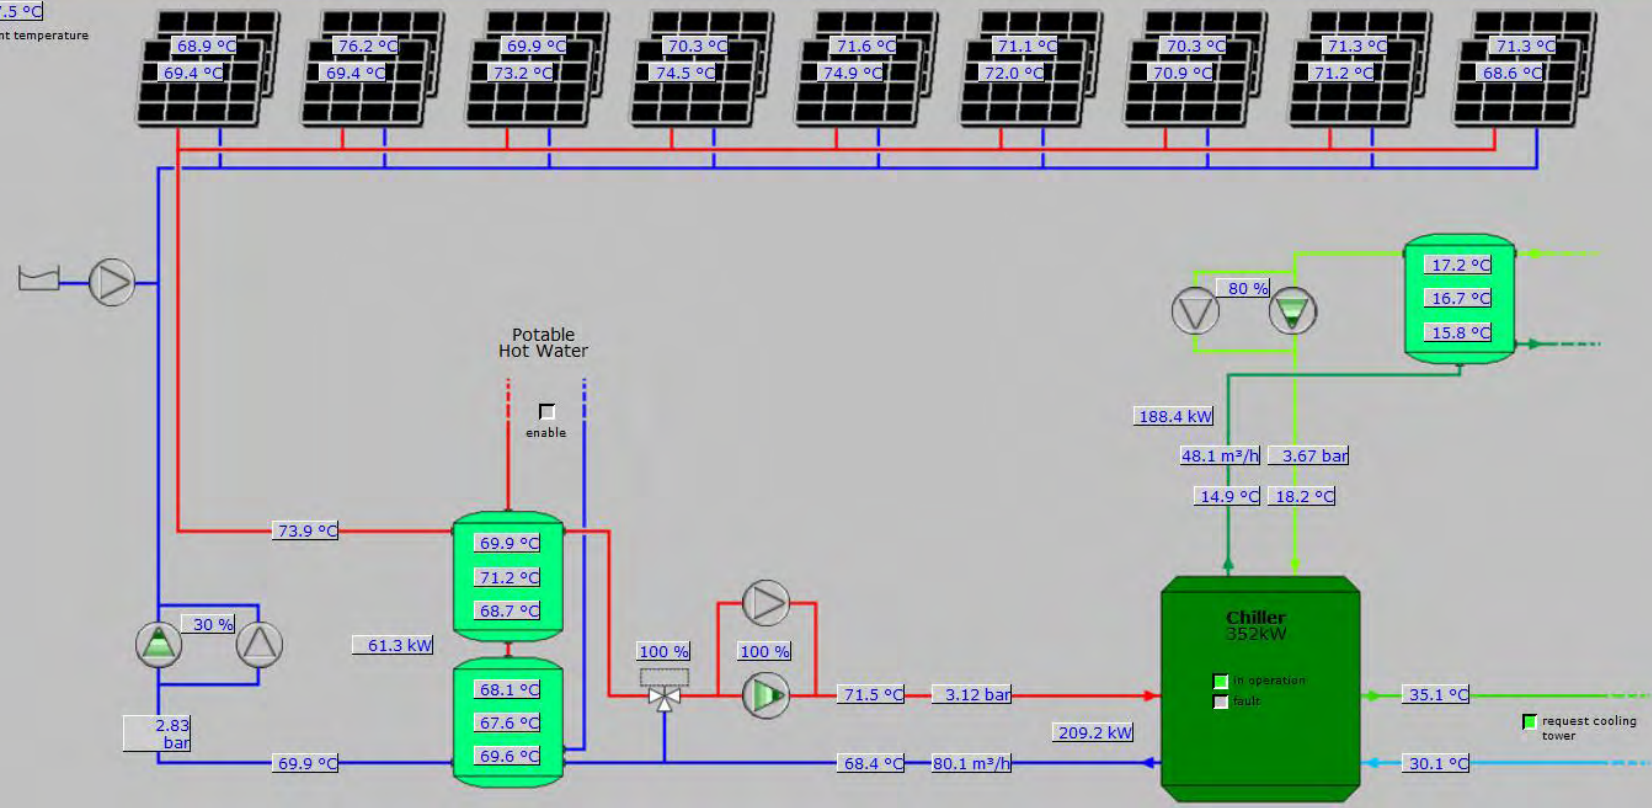 7.5 °C
nt temperature
68.9 °C
69.4 °C
76.2 °C
69.4 °C
69.9 °C
73.2 °C
70.3 °C
74.5 °C
71.6 °C
74.9 °C
71.1 °C
72.0 °C
70.3 °C
70.9 °C
71.3 °C
71.2 °C
71.3 °C
68.6 °C
17.2 °C
16.7 °C
15.8 °C
80 %
Potable
Hot Water
enable
188.4 kW
48.1 m³/h 3.67 bar
14.9 °C 18.2 °C
73.9 °C
69.9 °C
71.2 °C
68.7 °C
30 %
61.3 kW
100 % 100 %
68.1 °C
67.6 °C
69.6 °C
2.83
bar
69.9 °C
71.5 °C 3.12 bar
209.2 kW
68.4 °C 80.1 m³/h
Chiller
352kW
in operation
fault
35.1 °C
request cooling
tower
30.1 °C